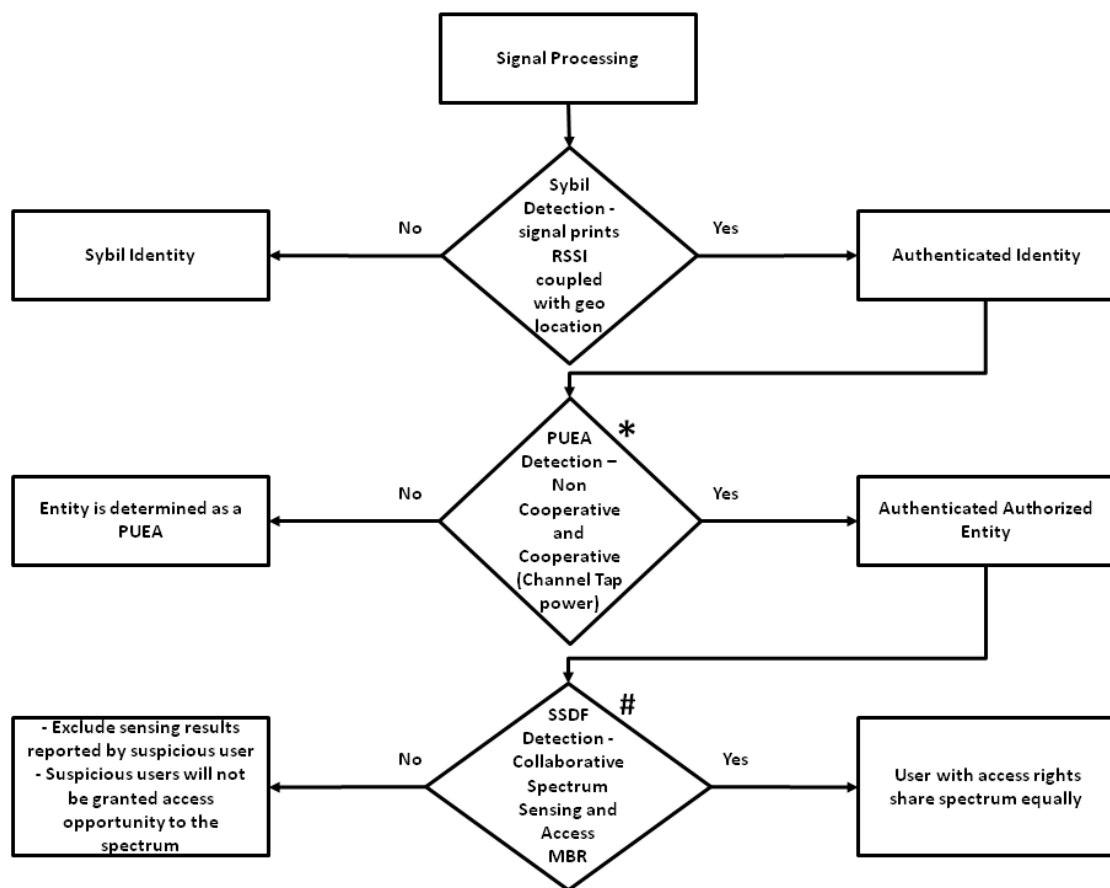 Signal Processing
Sybil
Detection -
signal prints
RSSI
coupled
with geo
location
No
Yes
Sybil Identity
Authenticated Identity
*
PUEA
Detection –
Non
Cooperative
and
Cooperative
(Channel Tap
power)
No
Yes
Entity is determined as a
PUEA
Authenticated Authorized
Entity
#
SSDF
Detection -
Collaborative
Spectrum
Sensing and
Access
MBR
No
Yes
- Exclude sensing results
reported by suspicious user
- Suspicious users will not
be granted access
opportunity to the
spectrum
User with access rights
share spectrum equally